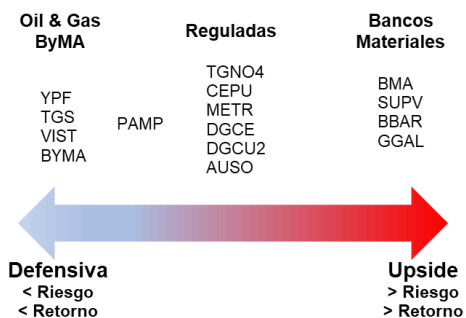 Oil & Gas
ByMA
Reguladas
Bancos
Materiales
YPF
TGS
VIST
BYMA
PAMP
TGNO4
CEPU
METR
DGCE
DGCU2
AUSO
BMA
SUPV
BBAR
GGAL
Defensiva
< Riesgo
< Retorno
Upside
> Riesgo
> Retorno